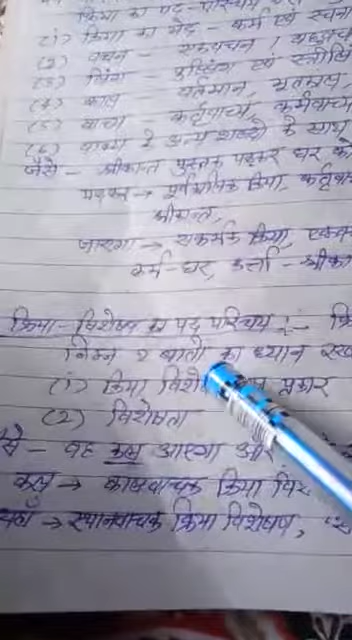 क्रिया का पद-परिचय
(1) क्रिया का भेद - कर्म एवं रचना
(2) वचन - एकवचन / बहुवचन
(3) लिंग - पुल्लिंग एवं स्त्रीलिं
(4) काल वर्तमान, भूतकाल,
(5) वाच्य - कर्तृवाच्य, कर्मवाच्य
(6) वाक्य के अन्य शब्दों के साथ
जैसे - श्रीकान्त पुस्तक पढ़कर घर को
पढ़कर → पूर्वकालिक क्रिया, कर्तृवा
श्रीकान्त,
जाएगा → सकर्मक क्रिया, एकव
कर्म-घर, कर्ता - श्रीका
क्रिया-विशेषण का पद परिचय :- क्रि
निम्न 2 बातों का ध्यान रख
(1) क्रिया विशे प्रकार
(2) विशेषता
से - वह कल आएगा और
कल → कालवाचक क्रिया वि
यहाँ → स्थानवाचक क्रिया विशेषण,